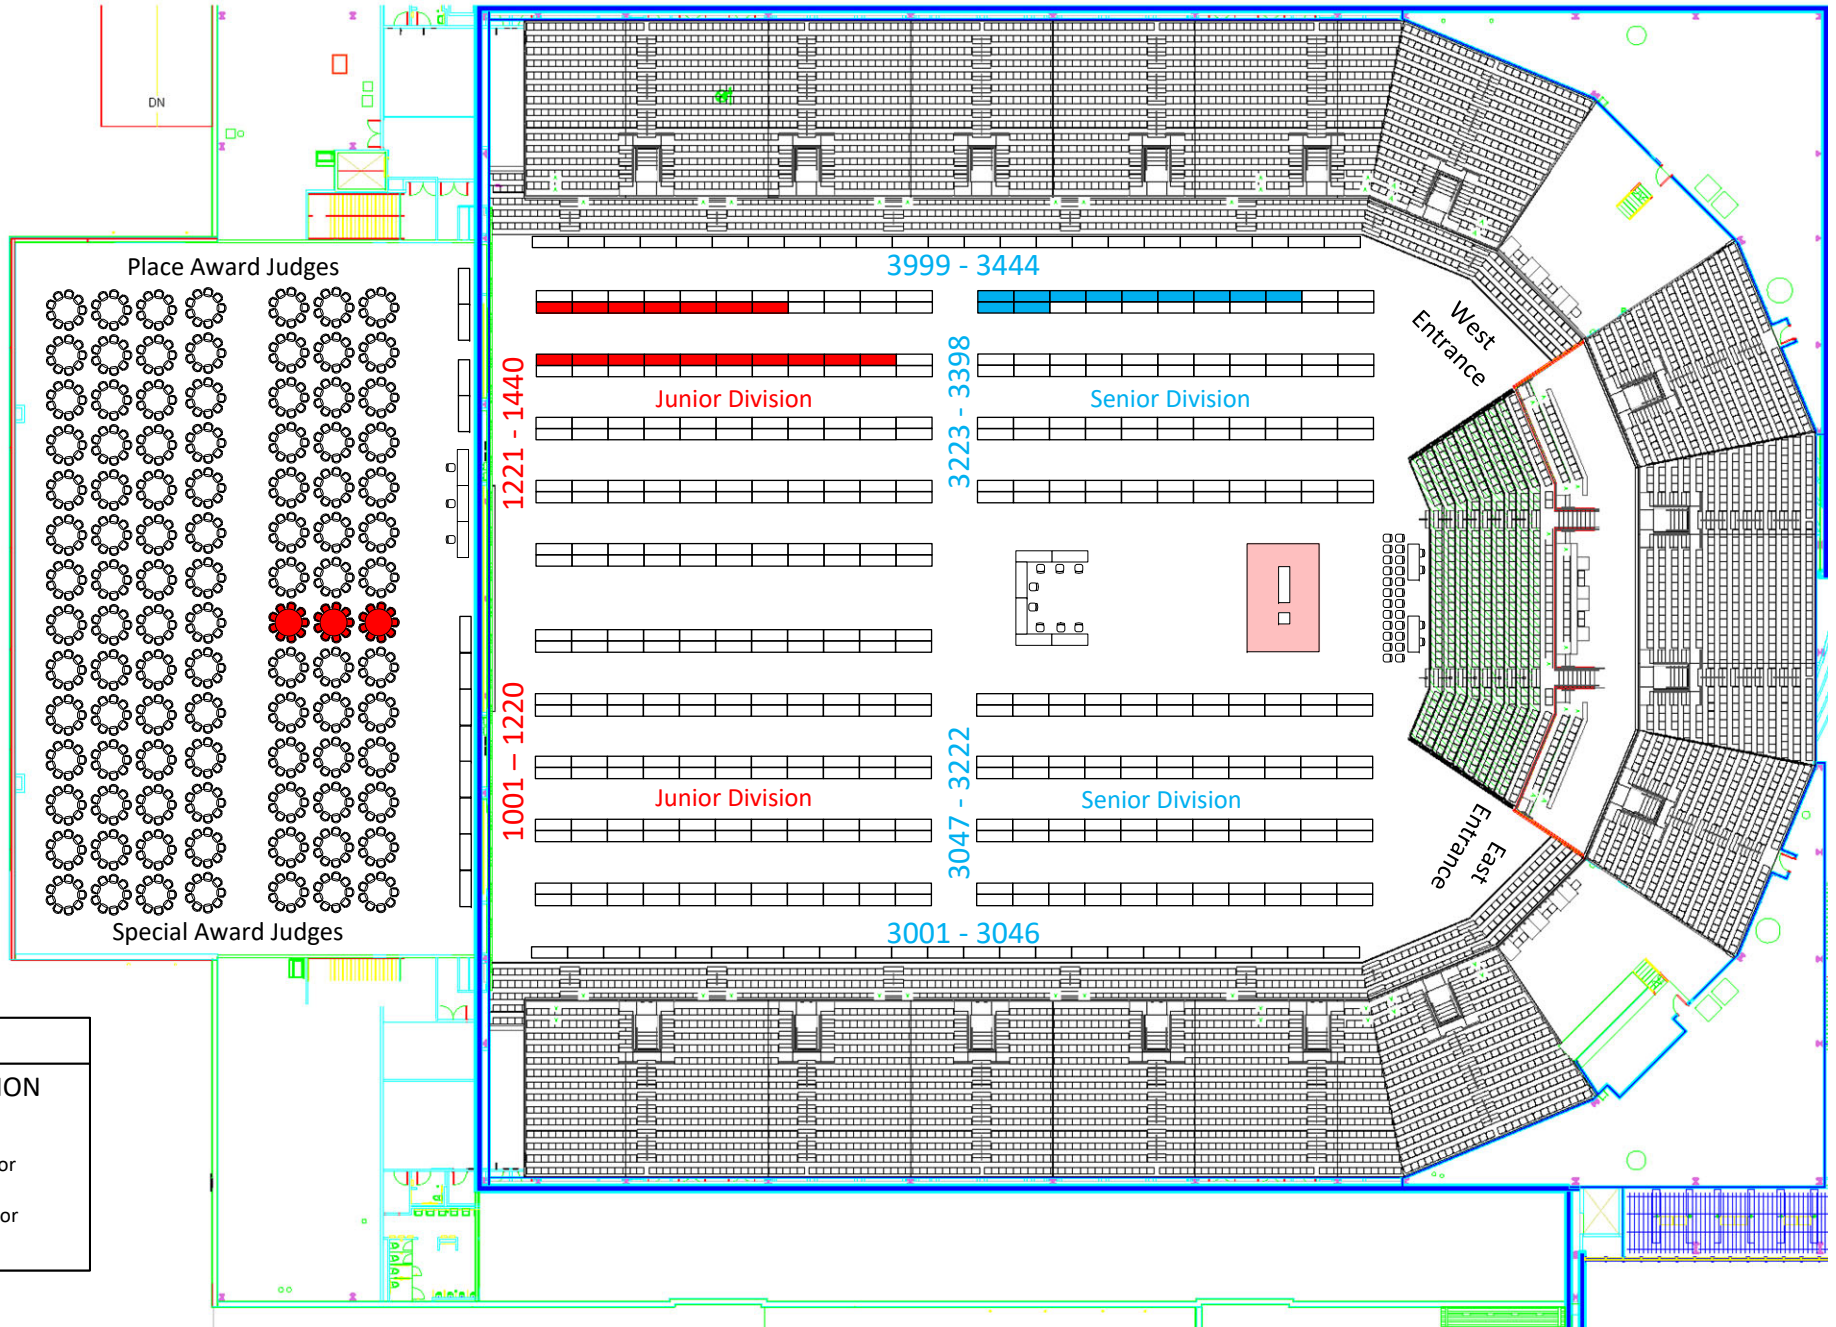 DN
Place Award Judges
3999 - 3444
West
Entrance
1221 - 1440
3223 - 3398
Junior Division
Senior Division
1001 – 1220
3047 - 3222
Junior Division
Senior Division
East
Entrance
Special Award Judges
3001 - 3046
ION
or
or